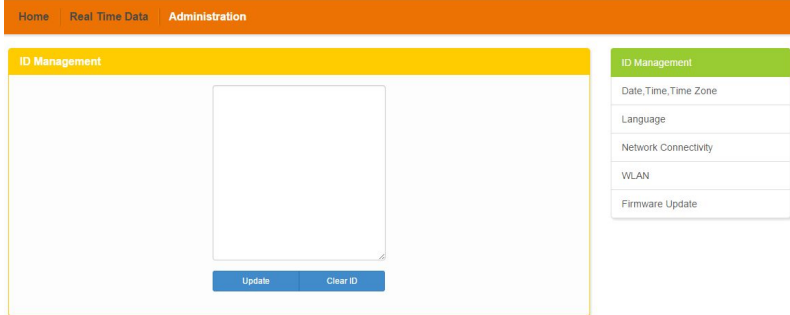 Home Real Time Data Administration
ID Management
Update Clear ID
ID Management
Date,Time,Time Zone
Language
Network Connectivity
WLAN
Firmware Update